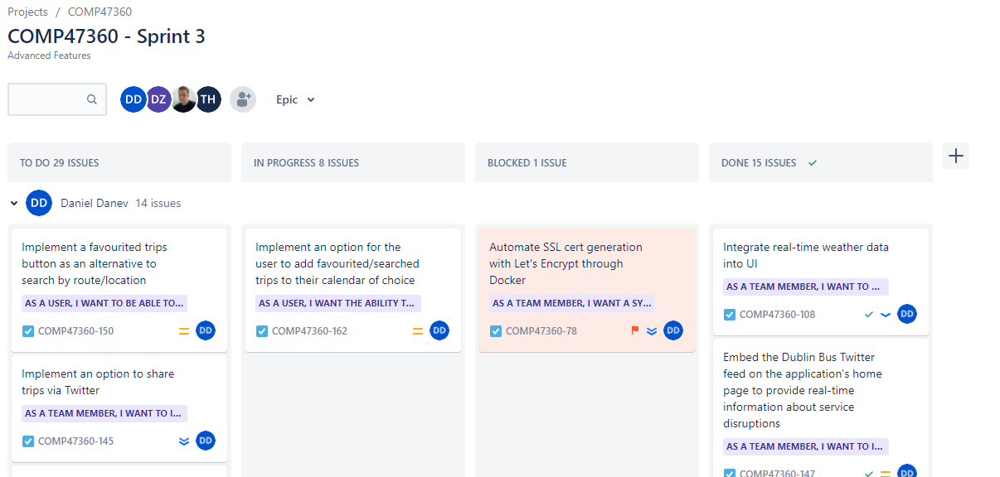 Projects / COMP47360
COMP47360 - Sprint 3
Advanced Features
DD DZ TH Epic
TO DO 29 ISSUES
IN PROGRESS 8 ISSUES
BLOCKED 1 ISSUE
DONE 15 ISSUES
DD Daniel Danev 14 issues
Implement a favourited trips
button as an alternative to
search by route/location
AS A USER, I WANT TO BE ABLE TO...
COMP47360-150 DD
Implement an option to share
trips via Twitter
AS A TEAM MEMBER, I WANT TO I...
COMP47360-145 DD
Implement an option for the
user to add favourited/searched
trips to their calendar of choice
AS A USER, I WANT THE ABILITY T...
COMP47360-162 DD
Automate SSL cert generation
with Let's Encrypt through
Docker
AS A TEAM MEMBER, I WANT A SY...
COMP47360-78 DD
Integrate real-time weather data
into UI
AS A TEAM MEMBER, I WANT TO ...
COMP47360-108 DD
Embed the Dublin Bus Twitter
feed on the application's home
page to provide real-time
information about service
disruptions
AS A TEAM MEMBER, I WANT TO I...
COMP47360-147 DD